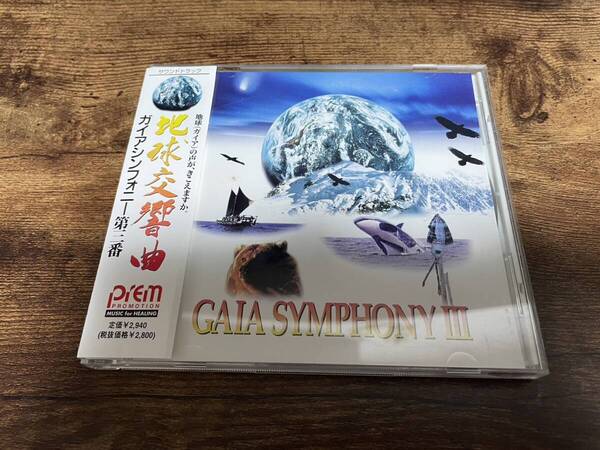 サウンドトラック
地球(ガイア)の声が、きこえますか。
地球交響曲
ガイアシンフォニー第三番
prem
PROMOTION
MUSIC for HEALING
定価¥2,940
(税抜価格¥2,800)
GAIA SYMPHONY III